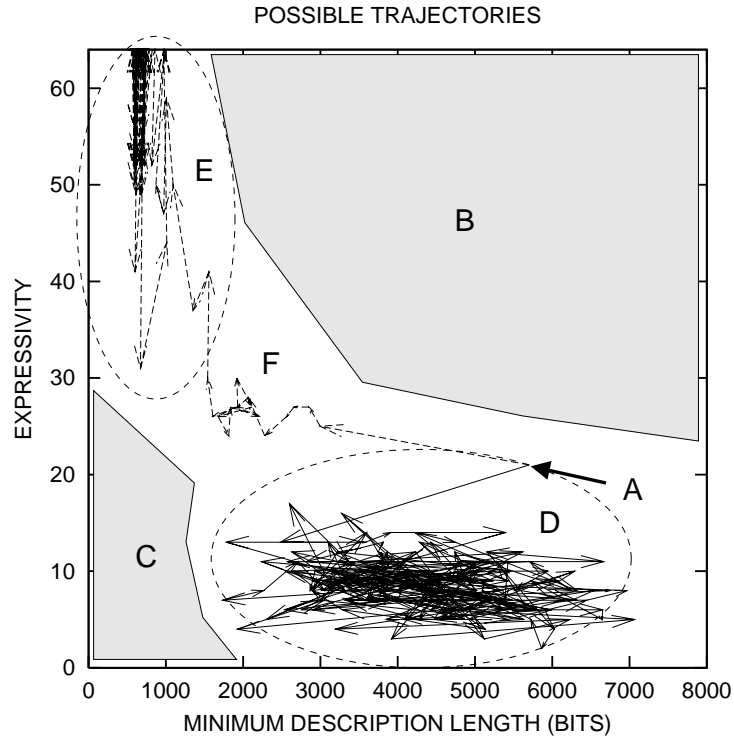 POSSIBLE TRAJECTORIES
60
50
40
30
20
10
0
EXPRESSIVITY
E
B
F
A
D
C
0 1000 2000 3000 4000 5000 6000 7000 8000
MINIMUM DESCRIPTION LENGTH (BITS)